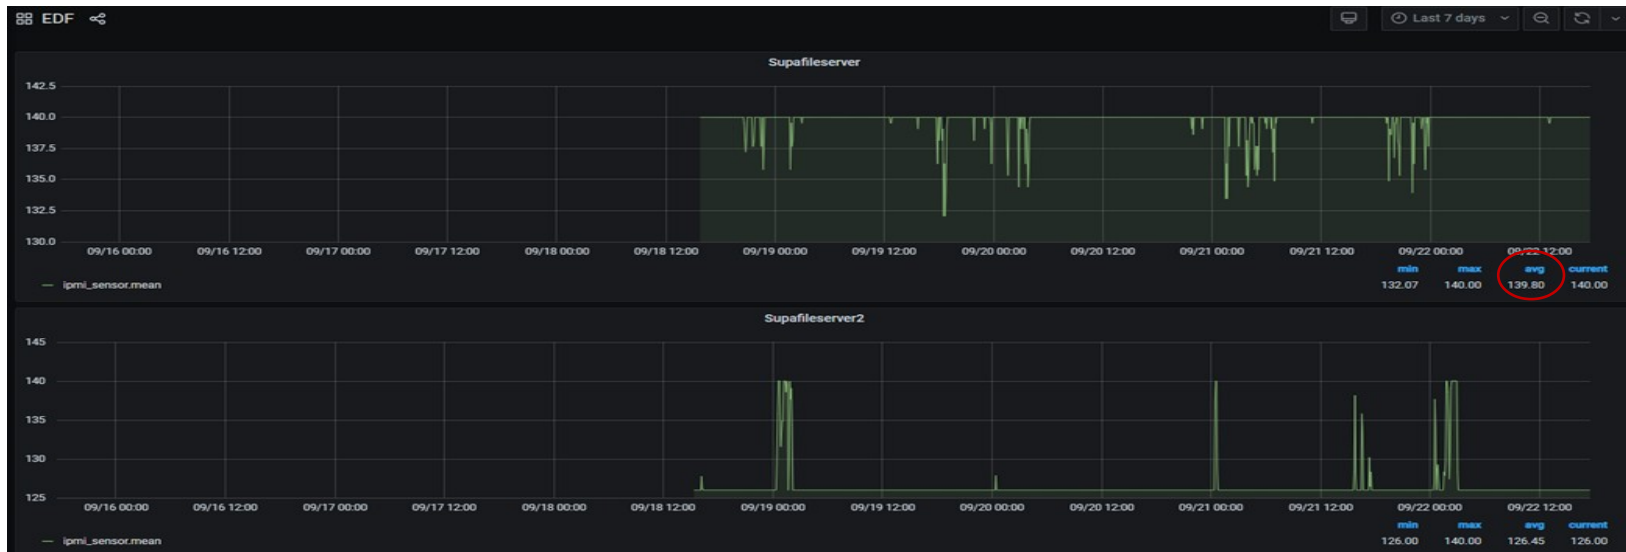 EDF
Last 7 days
Supafileserver
142.5
140.0
137.5
135.0
132.5
130.0
09/16 00:00 09/16 12:00 09/17 00:00 09/17 12:00 09/18 00:00 09/18 12:00 09/19 00:00 09/19 12:00 09/20 00:00 09/20 12:00 09/21 00:00 09/21 12:00 09/22 00:00 09/22 12:00
min max avg current
ipmi_sensor.mean 132.07 140.00 139.80 140.00
Supafileserver2
145
140
135
130
125
09/16 00:00 09/16 12:00 09/17 00:00 09/17 12:00 09/18 00:00 09/18 12:00 09/19 00:00 09/19 12:00 09/20 00:00 09/20 12:00 09/21 00:00 09/21 12:00 09/22 00:00 09/22 12:00
min max avg current
ipmi_sensor.mean 126.00 140.00 126.45 126.00